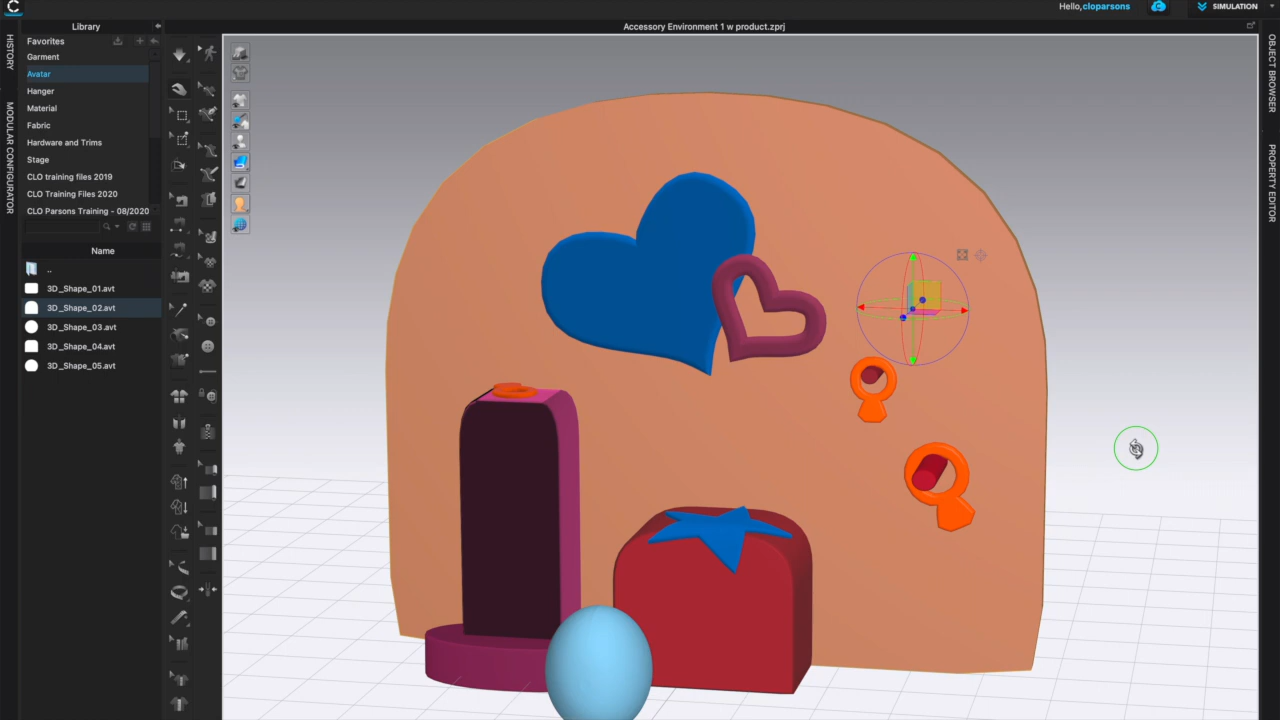 Hello,cloparsons
SIMULATION
Library
Accessory Environment 1 w product.zprj
HISTORY
MODULAR CONFIGURATOR
Favorites
Garment
Avatar
Hanger
Material
Fabric
Hardware and Trims
Stage
CLO training files 2019
CLO Training Files 2020
CLO Parsons Training - 08/2020
Name
..
3D_Shape_01.avt
3D_Shape_02.avt
3D_Shape_03.avt
3D_Shape_04.avt
3D_Shape_05.avt
OBJECT BROWSER
PROPERTY EDITOR